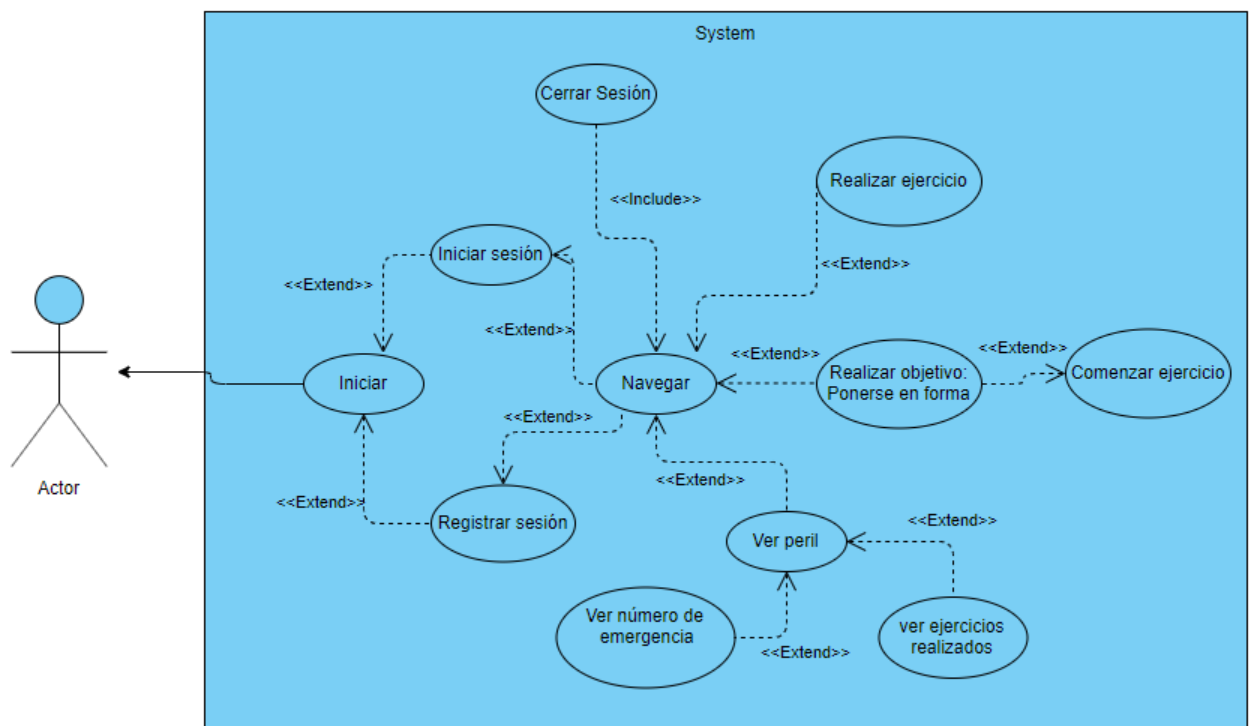 System
Cerrar Sesión
Realizar ejercicio
<<Include>>
Iniciar sesión
<<Extend>>
<<Extend>>
<<Extend>>
Iniciar
Navegar
<<Extend>>
Realizar objetivo:
Ponerse en forma
<<Extend>>
Comenzar ejercicio
<<Extend>>
Actor
<<Extend>>
Registrar sesión
<<Extend>>
Ver peril
<<Extend>>
Ver número de
emergencia
<<Extend>>
ver ejercicios
realizados